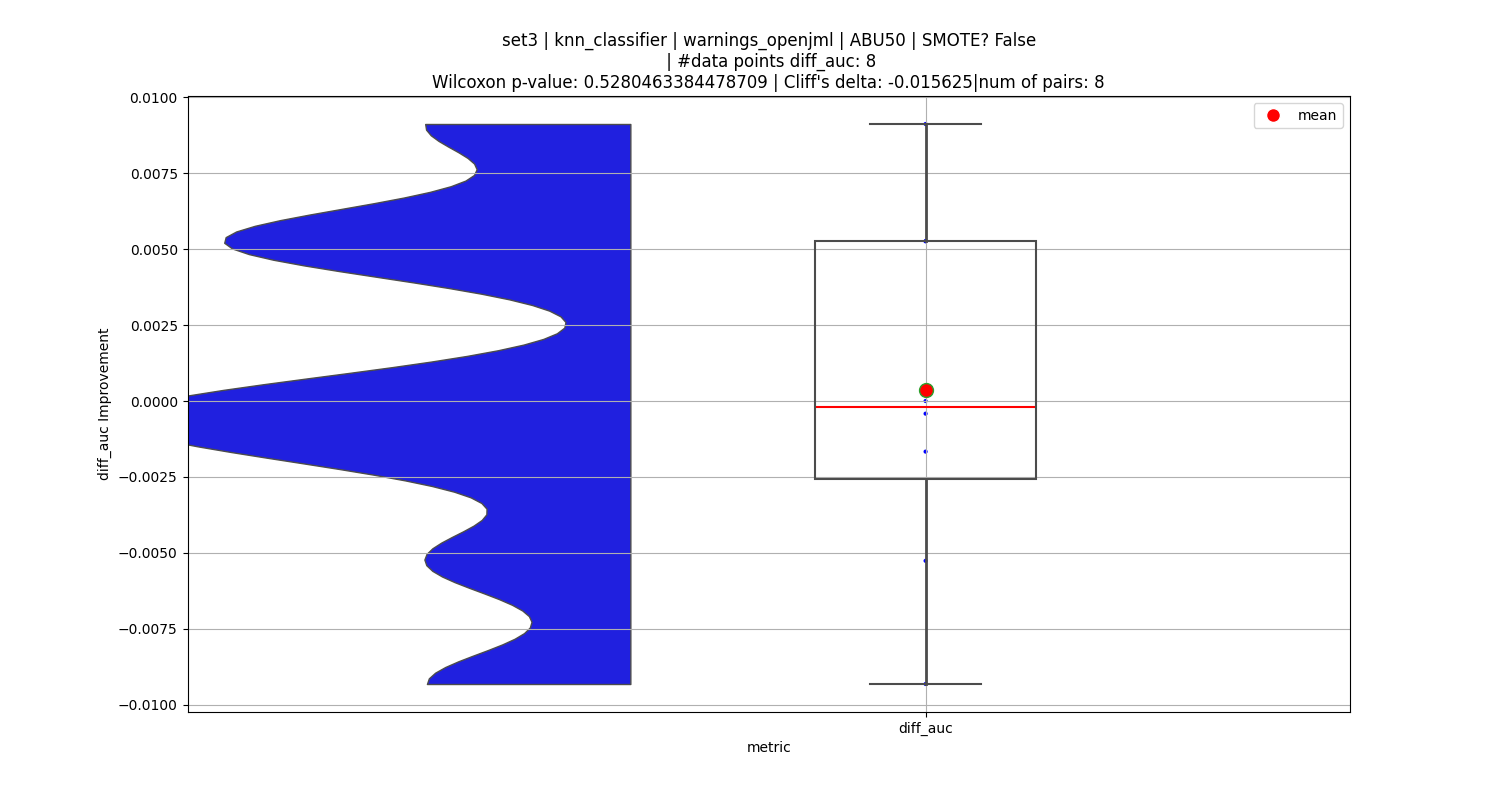 set3 | knn_classifier | warnings_openjml | ABU50 | SMOTE? False
| #data points diff_auc: 8
Wilcoxon p-value: 0.5280463384478709 | Cliff's delta: -0.015625|num of pairs: 8
mean
0.0100
0.0075
0.0050
0.0025
0.0000
−0.0025
−0.0050
−0.0075
−0.0100
diff_auc Improvement
diff_auc
metric